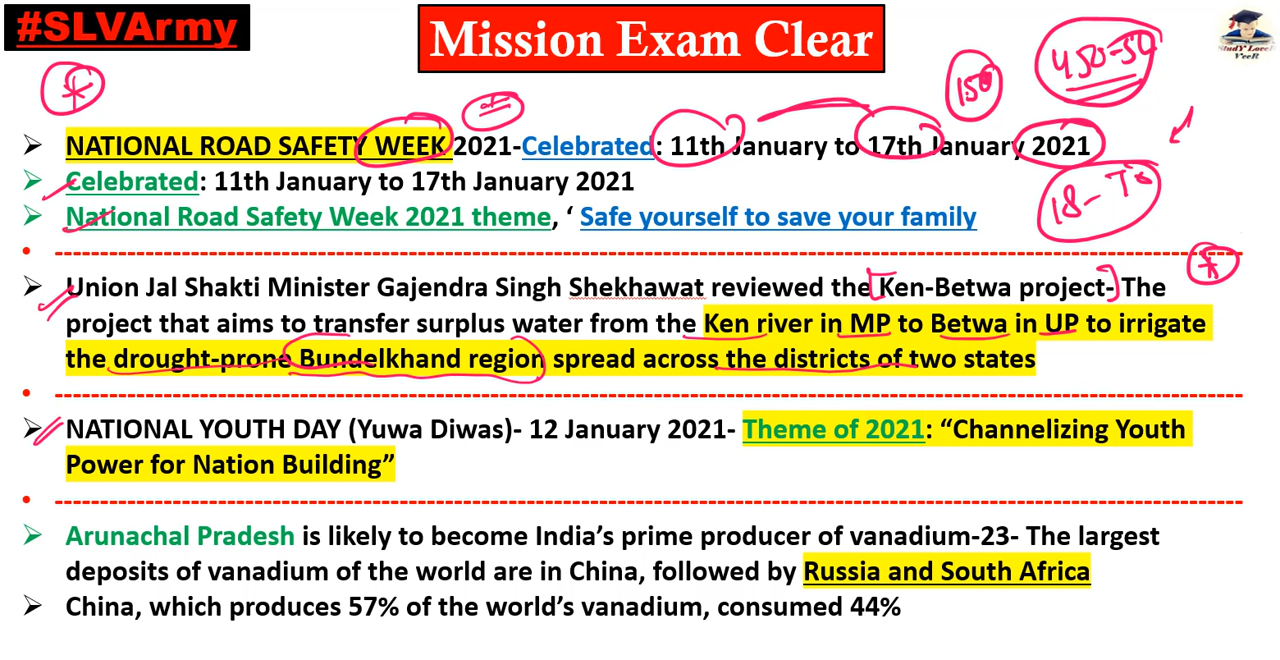 #SLVArmy
Mission Exam Clear
StudY LoveR
VeeR
450-50
150
NATIONAL ROAD SAFETY WEEK 2021-Celebrated: 11th January to 17th January 2021
Celebrated: 11th January to 17th January 2021
18-
National Road Safety Week 2021 theme, ‘ Safe yourself to save your family
Union Jal Shakti Minister Gajendra Singh Shekhawat reviewed the Ken-Betwa project- The
project that aims to transfer surplus water from the Ken river in MP to Betwa in UP to irrigate
the drought-prone Bundelkhand region spread across the districts of two states
NATIONAL YOUTH DAY (Yuwa Diwas)- 12 January 2021- Theme of 2021: “Channelizing Youth
Power for Nation Building”
Arunachal Pradesh is likely to become India’s prime producer of vanadium-23- The largest
deposits of vanadium of the world are in China, followed by Russia and South Africa
China, which produces 57% of the world’s vanadium, consumed 44%